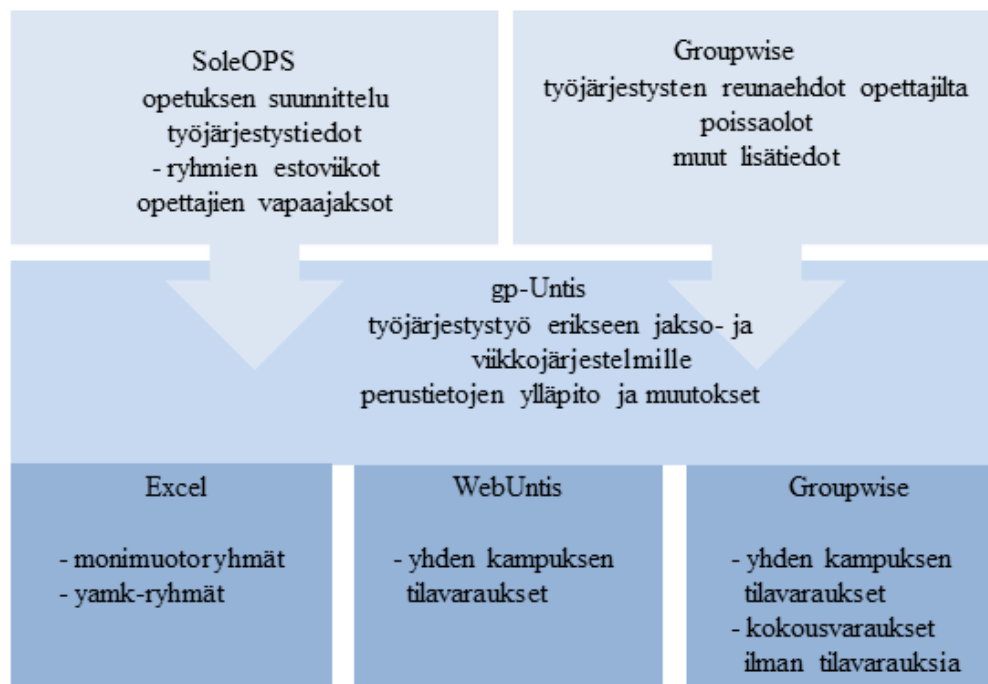 SoleOPS
opetuksen suunnittelu
työjärjestystiedot
- ryhmien estoviikot
opettajien vapaajaksot
Groupwise
työjärjestysten reunaehdot opettajilta
poissaolot
muut lisätiedot
gp-Untis
työjärjestystyö erikseen jakso- ja
viikkojärjestelmille
perustietojen ylläpito ja muutokset
Excel
- monimuotoryhmät
- yamk-ryhmät
WebUntis
- yhden kampuksen
tilavaraukset
Groupwise
- yhden kampuksen
tilavaraukset
- kokousvaraukset
ilman tilavarauksia